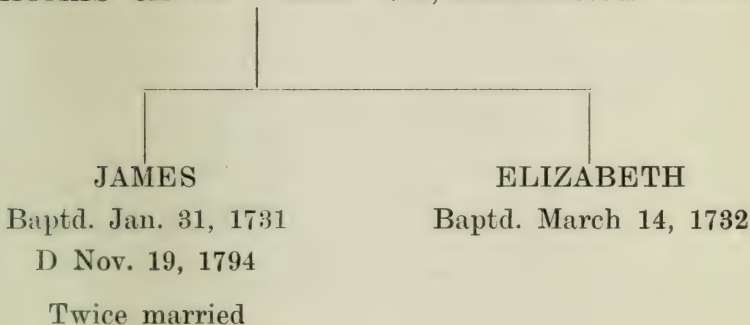 JAMES
Baptd. Jan. 31, 1731
D Nov. 19, 1794
Twice married
ELIZABETH
Baptd. March 14, 1732